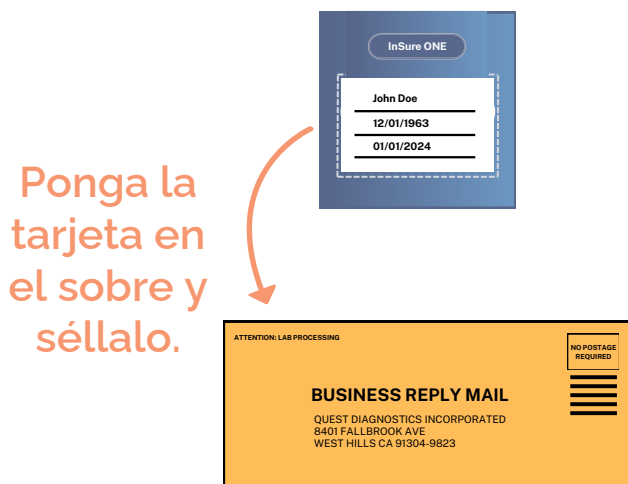 InSure ONE
John Doe
12/01/1963
01/01/2024
Ponga la
tarjeta en
el sobre y
séllalo.
ATTENTION: LAB PROCESSING
NO POSTAGE
REQUIRED
BUSINESS REPLY MAIL
QUEST DIAGNOSTICS INCORPORATED
8401 FALLBROOK AVE
WEST HILLS CA 91304-9823